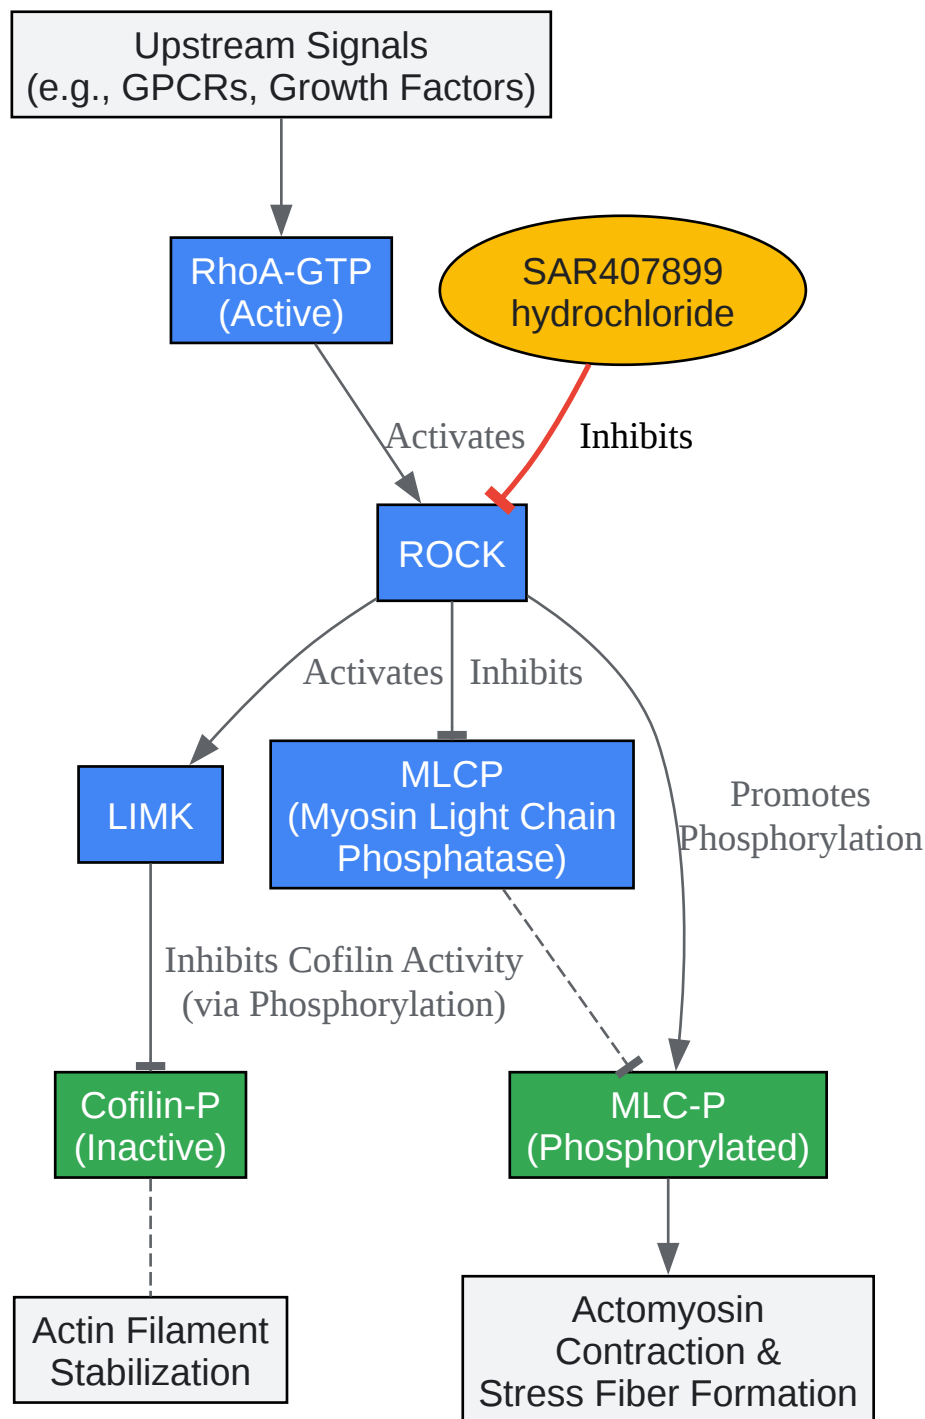 Upstream Signals
(e.g., GPCRs, Growth Factors)
RhoA-GTP
(Active)
SAR407899
hydrochloride
Activates
Inhibits
ROCK
Activates
Inhibits
LIMK
MLCP
(Myosin Light Chain
Phosphatase)
Promotes
Phosphorylation
Inhibits Cofilin Activity
(via Phosphorylation)
Cofilin-P
(Inactive)
MLC-P
(Phosphorylated)
Actin Filament
Stabilization
Actomyosin
Contraction &
Stress Fiber Formation